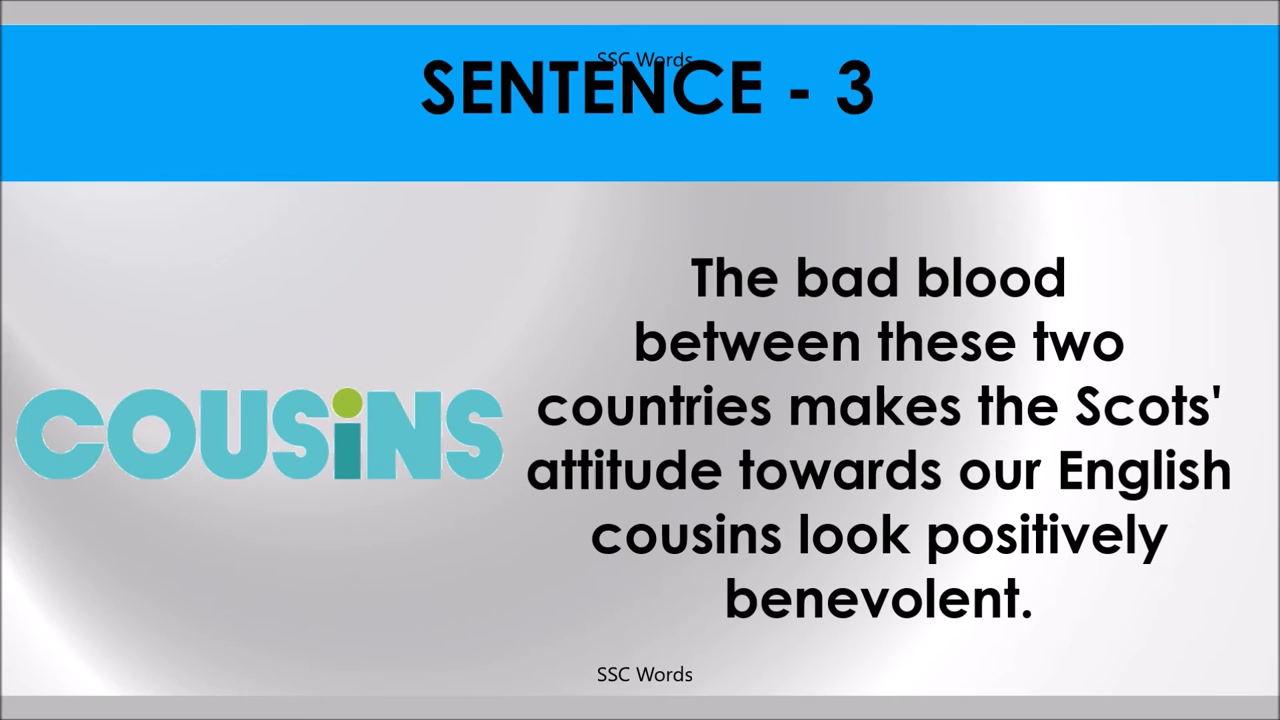 SSC Words
SENTENCE - 3
COUSiNS
The bad blood
between these two
countries makes the Scots'
attitude towards our English
cousins look positively
benevolent.
SSC Words